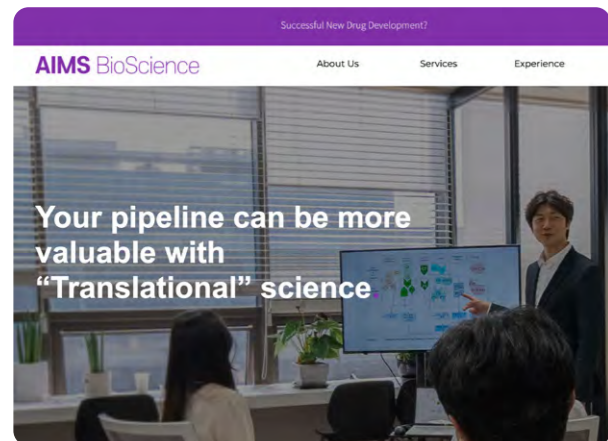 Successful New Drug Development?
AIMS BioScience
About Us Services Experience
Your pipeline can be more
valuable with
“Translational” science.